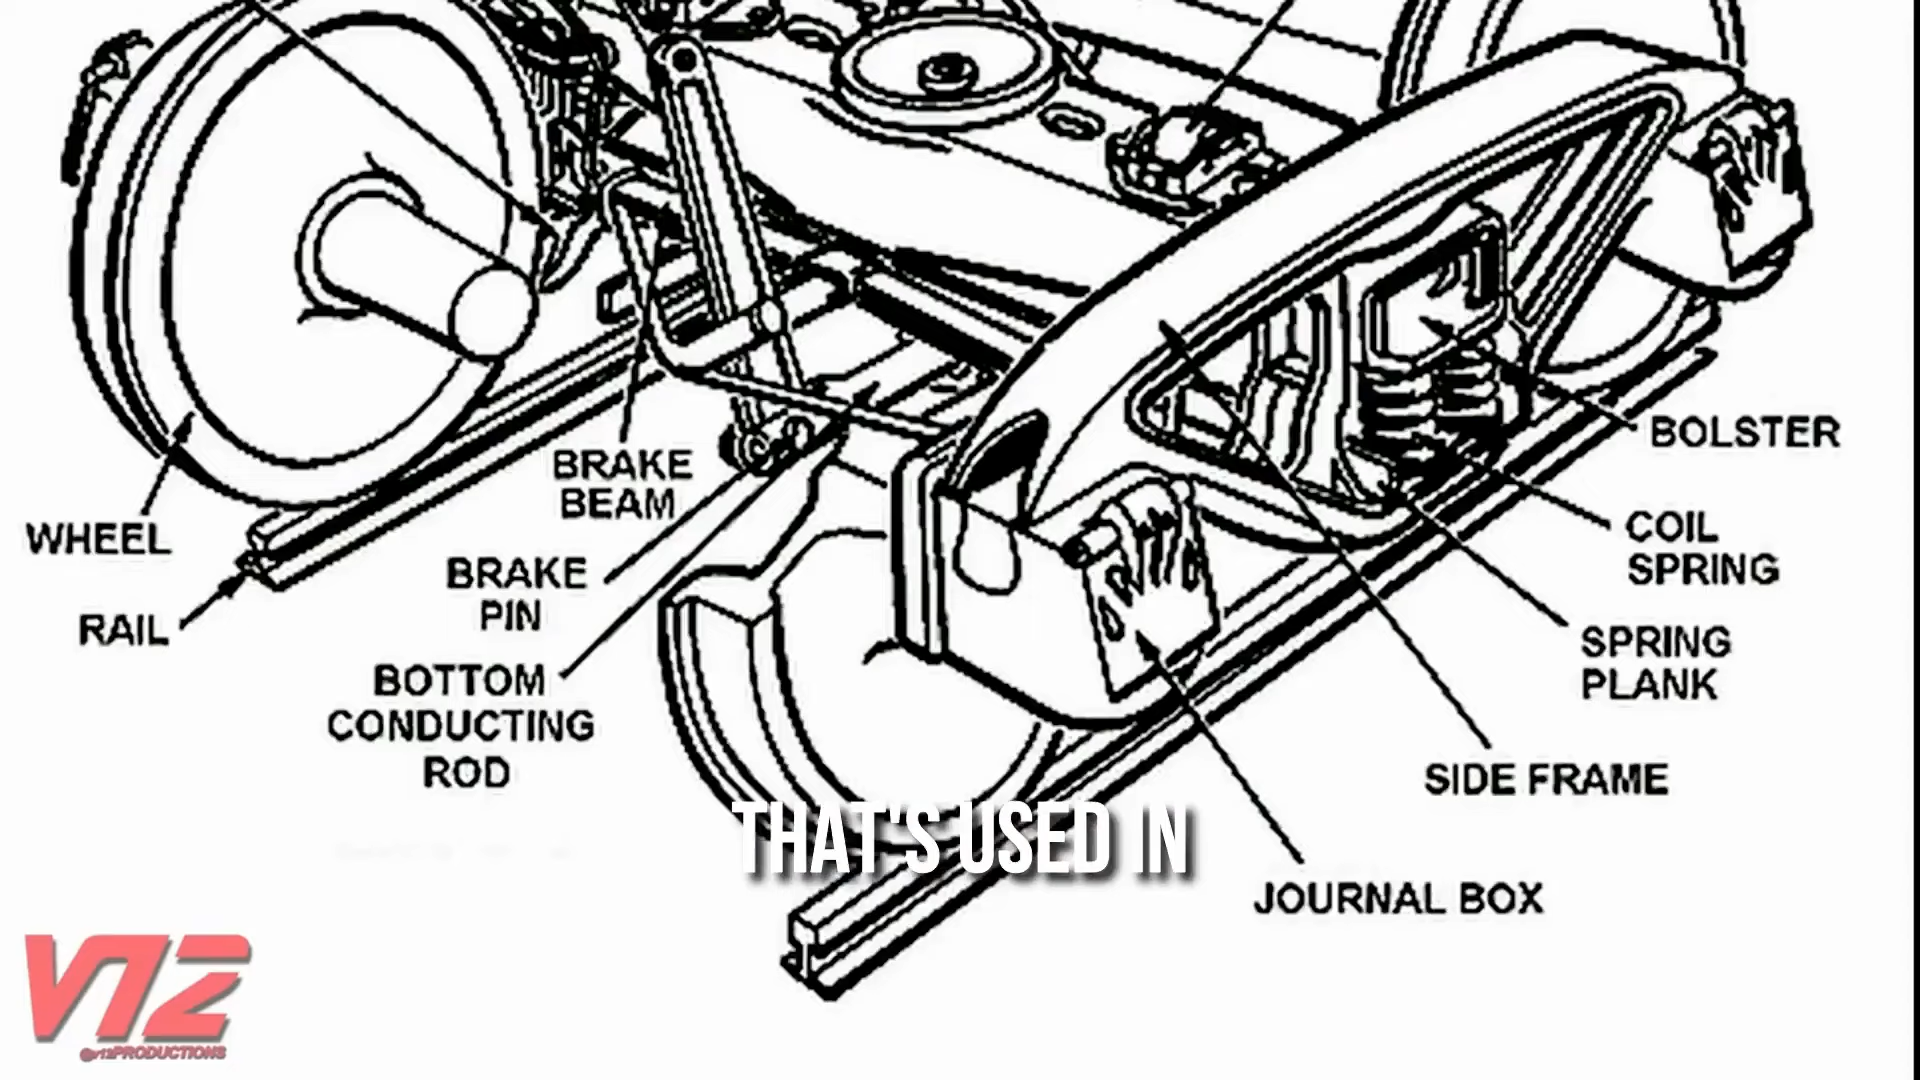 BOLSTER
BRAKE
BEAM
WHEEL
COIL
SPRING
BRAKE
PIN
RAIL
SPRING
PLANK
BOTTOM
CONDUCTING
ROD
SIDE FRAME
THAT'S USED IN
JOURNAL BOX
V12
@v12PRODUCTIONS